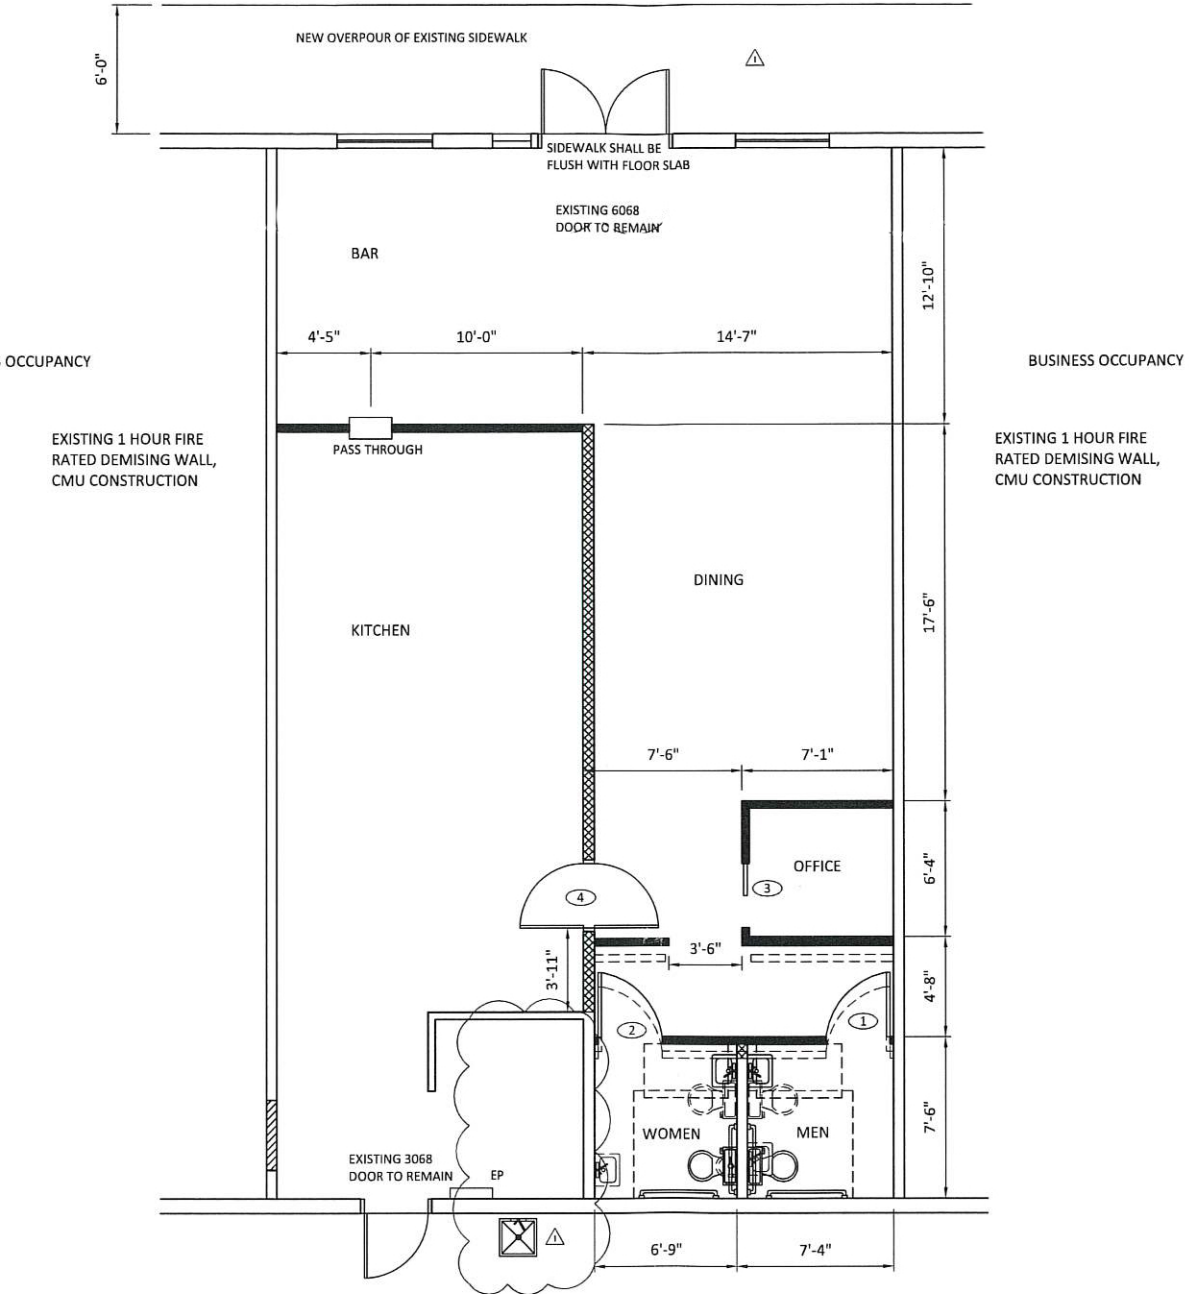 6'-0"
NEW OVERPOUR OF EXISTING SIDEWALK
1
SIDEWALK SHALL BE
FLUSH WITH FLOOR SLAB
EXISTING 6068
DOOR TO REMAIN
BAR
12'-10"
4'-5"
10'-0"
14'-7"
OCCUPANCY
BUSINESS OCCUPANCY
EXISTING 1 HOUR FIRE
RATED DEMISING WALL,
CMU CONSTRUCTION
PASS THROUGH
EXISTING 1 HOUR FIRE
RATED DEMISING WALL,
CMU CONSTRUCTION
DINING
17'-6"
KITCHEN
7'-6"
7'-1"
OFFICE
6'-4"
3
4
3'-6"
3'-11"
4'-8"
2
1
WOMEN
MEN
7'-6"
EXISTING 3068
DOOR TO REMAIN
EP
1
6'-9"
7'-4"